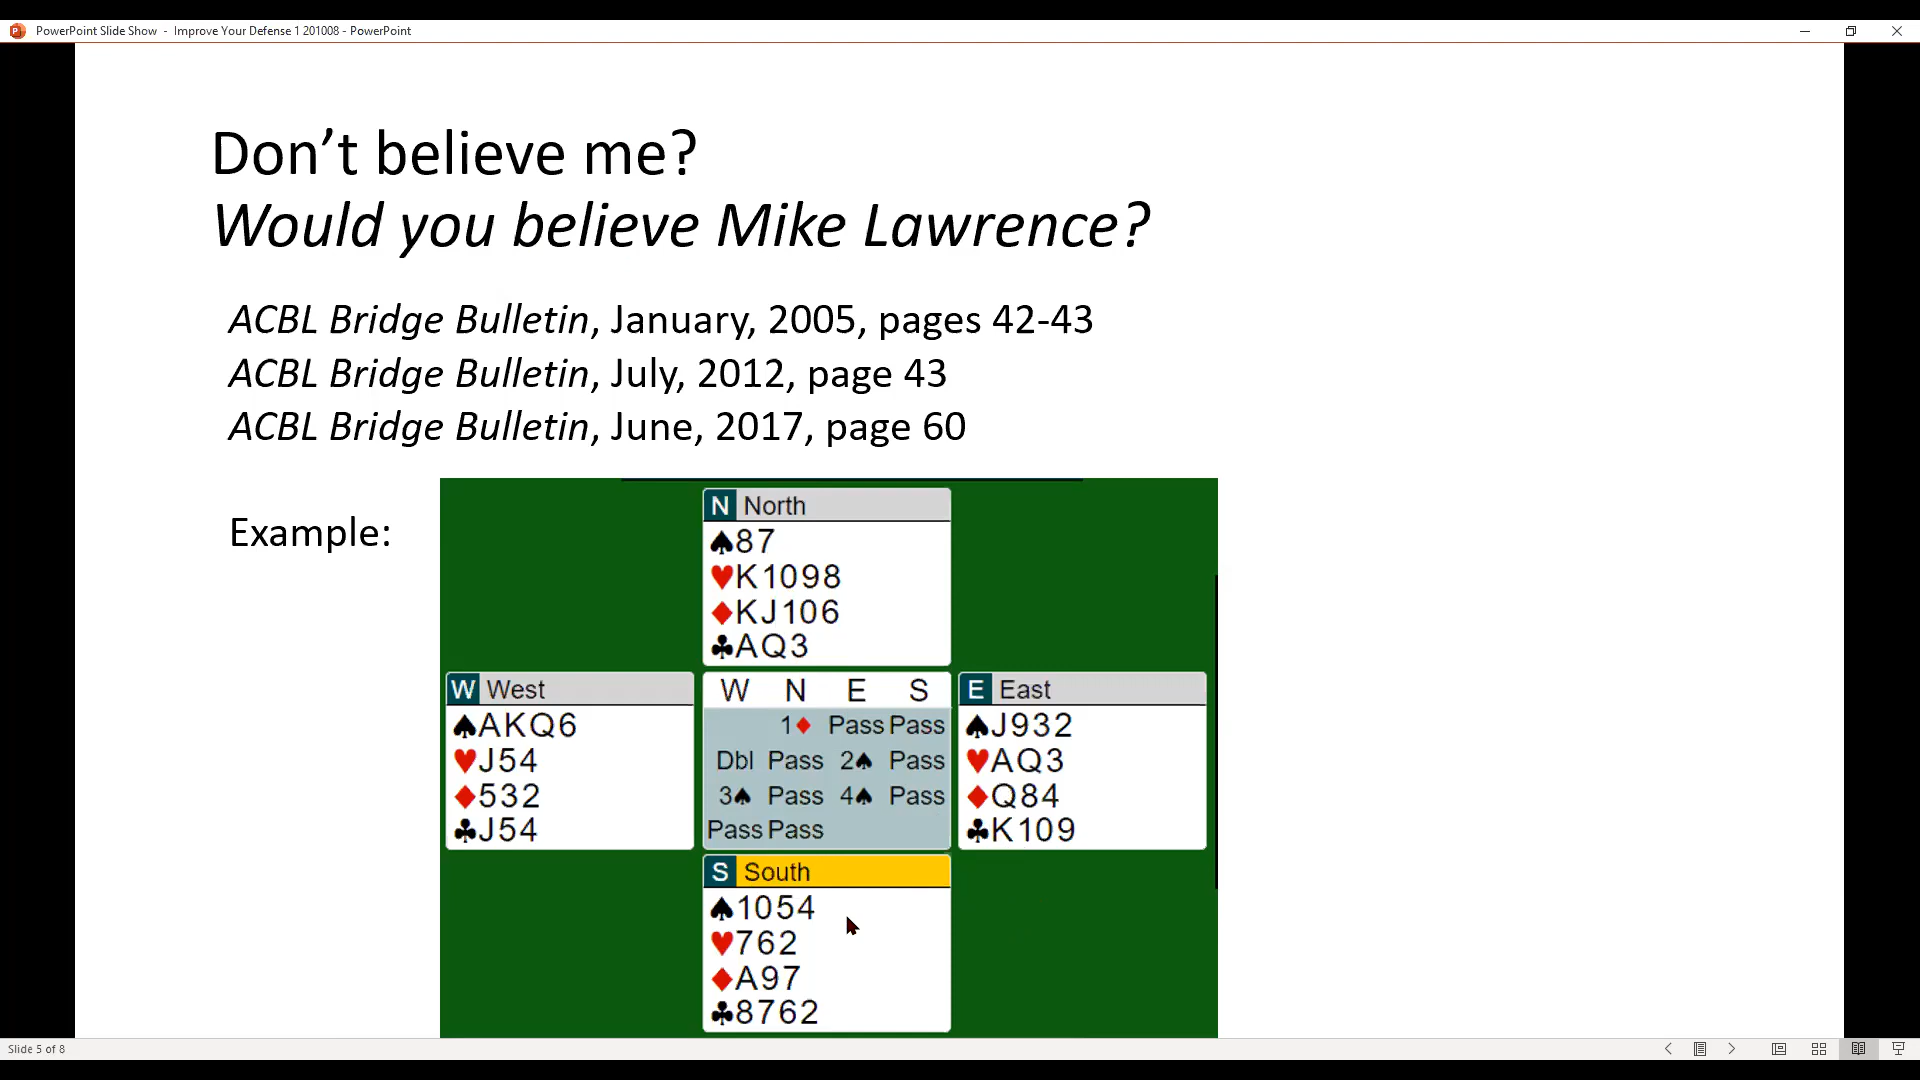 PowerPoint Slide Show - Improve Your Defense 1 201008 - PowerPoint
Don’t believe me?
Would you believe Mike Lawrence?
ACBL Bridge Bulletin, January, 2005, pages 42-43
ACBL Bridge Bulletin, July, 2012, page 43
ACBL Bridge Bulletin, June, 2017, page 60
Example:
N North
♠87
♥K1098
♦KJ106
♣AQ3
W West
♠AKQ6
♥J54
♦532
♣J54
W N E S
1♦ Pass Pass
Dbl Pass 2♠ Pass
3♠ Pass 4♠ Pass
Pass Pass
E East
♠J932
♥AQ3
♦Q84
♣K109
S South
♠1054
♥762
♦A97
♣8762
Slide 5 of 8